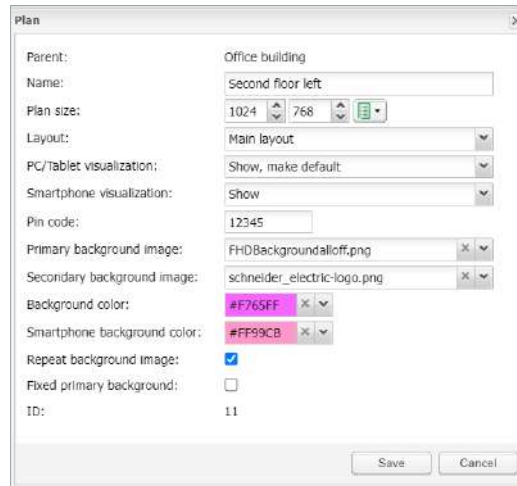 Plan
Parent: Office building
Name: Second floor left
Plan size: 1024 768
Layout: Main layout
PC/Tablet visualization: Show, make default
Smartphone visualization: Show
Pin code: 12345
Primary background image: FHDBackgroundalloff.png
Secondary background image: schneider_electric-logo.png
Background color: #F765FF
Smartphone background color: #FF99CB
Repeat background image:
Fixed primary background:
ID: 11
Save Cancel